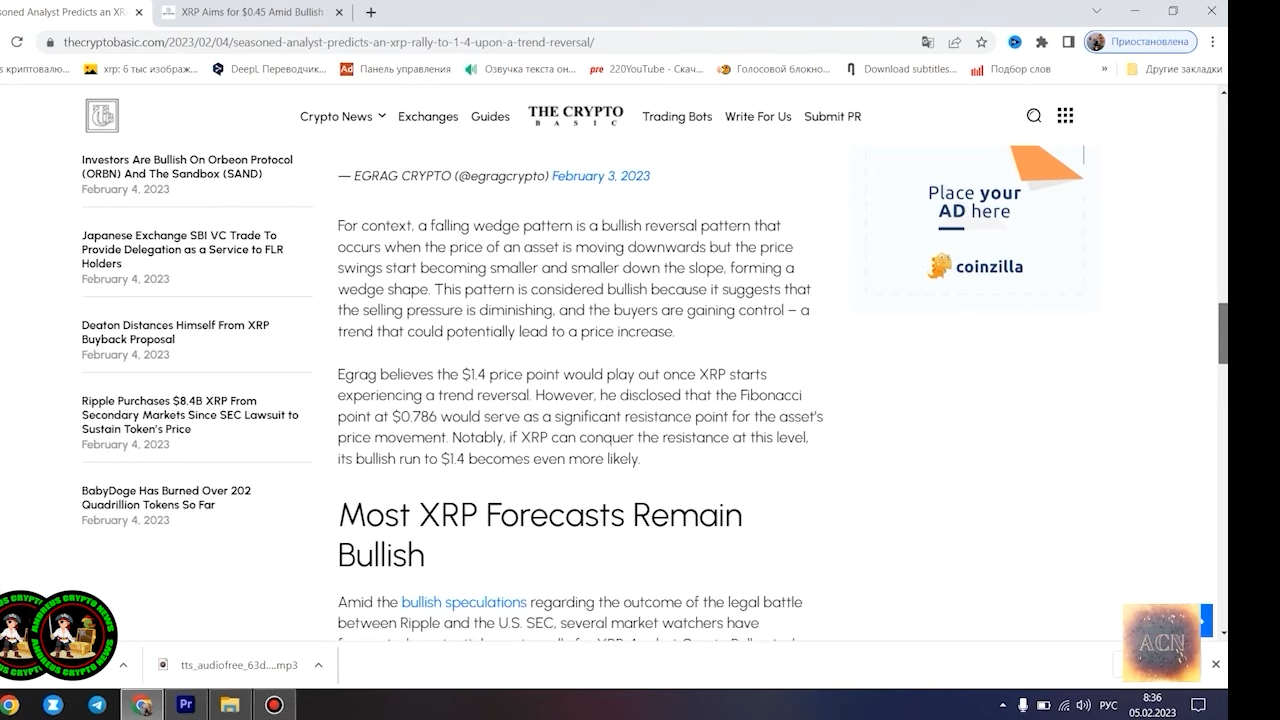 soned Analyst Predicts an XR
XRP Aims for $0.45 Amid Bullish
thecryptobasic.com/2023/02/04/seasoned-analyst-predicts-an-xrp-rally-to-1-4-upon-a-trend-reversal/
Приостановлена
s криптовалю...
xrp: 6 тыс изображ...
DeepL Переводчик...
Ad
Панель управления
Озвучка текста он...
pre
220YouTube - Скач...
Голосовой блокно...
Download subtitles...
Подбор слов
»
Другие закладки
Crypto News
Exchanges
Guides
THE CRYPTO
BASIC
Trading Bots
Write For Us
Submit PR
Investors Are Bullish On Orbeon Protocol
(ORBN) And The Sandbox (SAND)
February 4, 2023
Japanese Exchange SBI VC Trade To
Provide Delegation as a Service to FLR
Holders
February 4, 2023
Deaton Distances Himself From XRP
Buyback Proposal
February 4, 2023
Ripple Purchases $8.4B XRP From
Secondary Markets Since SEC Lawsuit to
Sustain Token's Price
February 4, 2023
BabyDoge Has Burned Over 202
Quadrillion Tokens So Far
February 4, 2023
— EGRAG CRYPTO (@egragcrypto) February 3, 2023
For context, a falling wedge pattern is a bullish reversal pattern that
occurs when the price of an asset is moving downwards but the price
swings start becoming smaller and smaller down the slope, forming a
wedge shape. This pattern is considered bullish because it suggests that
the selling pressure is diminishing, and the buyers are gaining control – a
trend that could potentially lead to a price increase.
Egrag believes the $1.4 price point would play out once XRP starts
experiencing a trend reversal. However, he disclosed that the Fibonacci
point at $0.786 would serve as a significant resistance point for the asset's
price movement. Notably, if XRP can conquer the resistance at this level,
its bullish run to $1.4 becomes even more likely.
Most XRP Forecasts Remain
Bullish
Amid the bullish speculations regarding the outcome of the legal battle
between Ripple and the U.S. SEC, several market watchers have
Place your
AD here
coinzilla
ANDREUS CRYPTO NEWS
ANDREUS CRYPTO NEWS
ACN
tts_audiofree_63d....mp3
Pr
РУС
8:36
05.02.2023